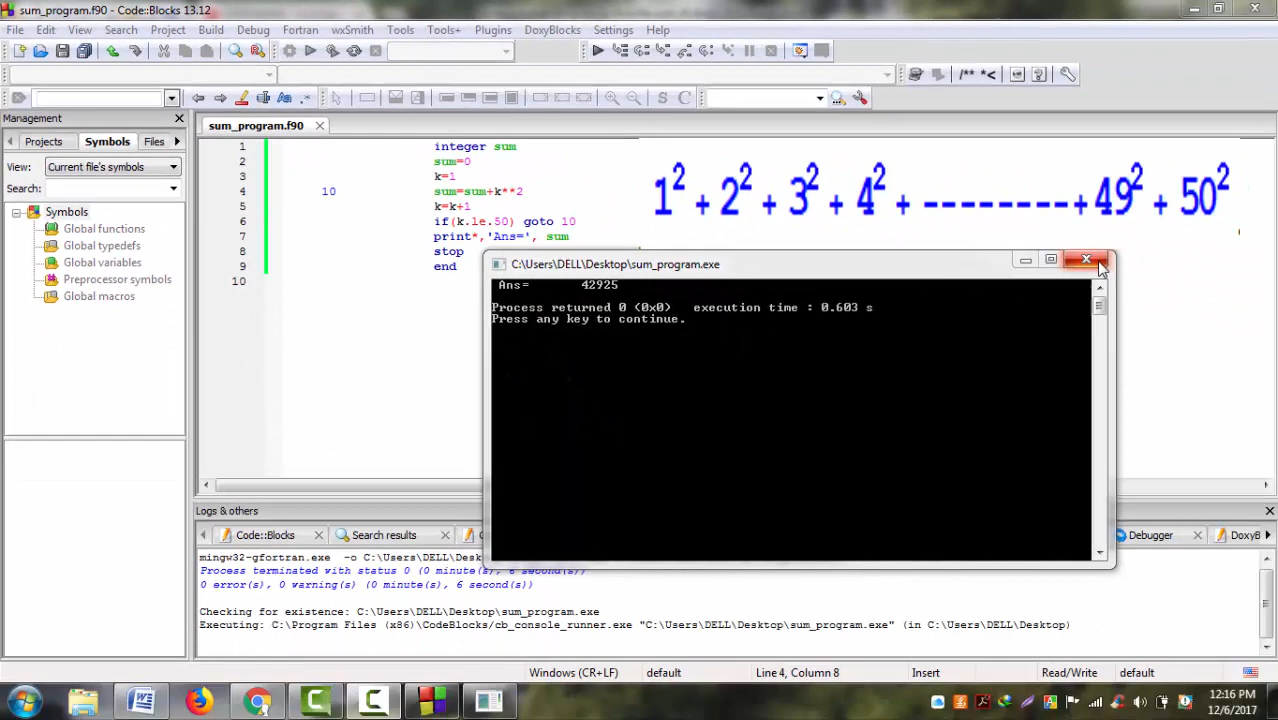 sum_program.f90 - Code::Blocks 13.12
File Edit View Search Project Build Debug Fortran wxSmith Tools Tools+ Plugins DoxyBlocks Settings Help
/** *<
S C
Management
sum_program.f90
Projects Symbols Files
View: Current file's symbols
Search:
Symbols
Global functions
Global typedefs
Global variables
Preprocessor symbols
Global macros
1 integer sum
2 sum=0
3 k=1
4 10 sum=sum+k**2
5 k=k+1
6 if(k.le.50) goto 10
7 print*,'Ans=', sum
8 stop
9 end
10
1² + 2² + 3² + 4² + --------+49² + 50²
C:\Users\DELL\Desktop\sum_program.exe
Ans= 42925
Process returned 0 (0x0) execution time : 0.603 s
Press any key to continue.
Logs & others
Code::Blocks Search results Debugger DoxyB
mingw32-gfortran.exe -o C:\Users\DELL\Des
Process terminated with status 0 (0 minute(s), 6 second(s))
0 error(s), 0 warning(s) (0 minute(s), 6 second(s))
Checking for existence: C:\Users\DELL\Desktop\sum_program.exe
Executing: C:\Program Files (x86)\CodeBlocks/cb_console_runner.exe "C:\Users\DELL\Desktop\sum_program.exe" (in C:\Users\DELL\Desktop)
Windows (CR+LF) default Line 4, Column 8 Insert Read/Write default
12:16 PM
12/6/2017